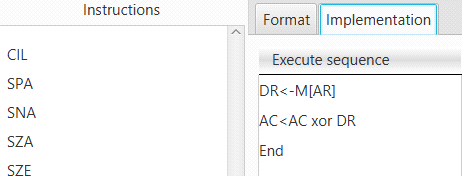 Instructions
CIL
SPA
SNA
SZA
SZE
Format
Implementation
Execute sequence
DR<-M[AR]
AC<AC xor DR
End